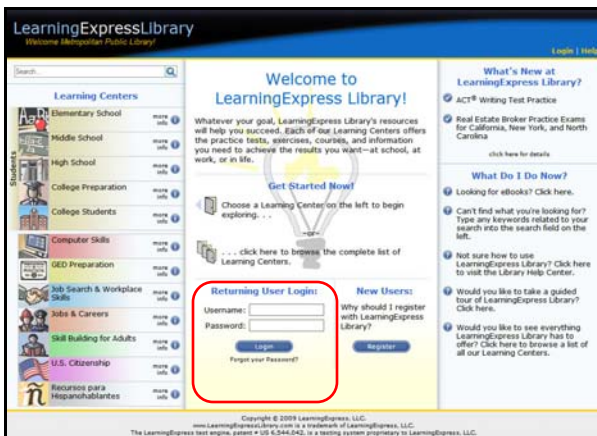 LearningExpressLibrary
Welcome Metropolitan Public Library!
Login | Help
Search...
Learning Centers
Students
Elementary School
more info
Middle School
more info
High School
more info
College Preparation
more info
College Students
more info
Computer Skills
more info
GED Preparation
more info
Job Search & Workplace
Skills
more info
Jobs & Careers
more info
Skill Building for Adults
more info
U.S. Citizenship
more info
Recursos para
Hispanohablantes
more info
Welcome to
LearningExpress Library!
Whatever your goal, LearningExpress Library's resources
will help you succeed. Each of our Learning Centers offers
the practice tests, exercises, courses, and information
you need to achieve the results you want—at school, at
work, or in life.
Get Started Now!
Choose a Learning Center on the left to begin
exploring. . .
~or~
. . . click here to browse the complete list of
Learning Centers.
Returning User Login:
Username:
Password:
Login
Forgot your Password?
New Users:
Why should I register
with LearningExpress
Library?
Register
What's New at
LearningExpress Library?
ACT® Writing Test Practice
Real Estate Broker Practice Exams
for California, New York, and North
Carolina
click here for details
What Do I Do Now?
Looking for eBooks? Click here.
Can't find what you're looking for?
Type any keywords related to your
search into the search field on the
left.
Not sure how to use
LearningExpress Library? Click here
to visit the Library Help Center.
Would you like to take a guided
tour of LearningExpress Library?
Click here.
Would you like to see everything
LearningExpress Library has to
offer? Click here to browse a list of
all our Learning Centers.
Copyright © 2009 LearningExpress, LLC.
www.LearningExpressLibrary.com is a trademark of LearningExpress, LLC.
The LearningExpress test engine, patent # US 6,544,042, is a testing system proprietary to LearningExpress, LLC.